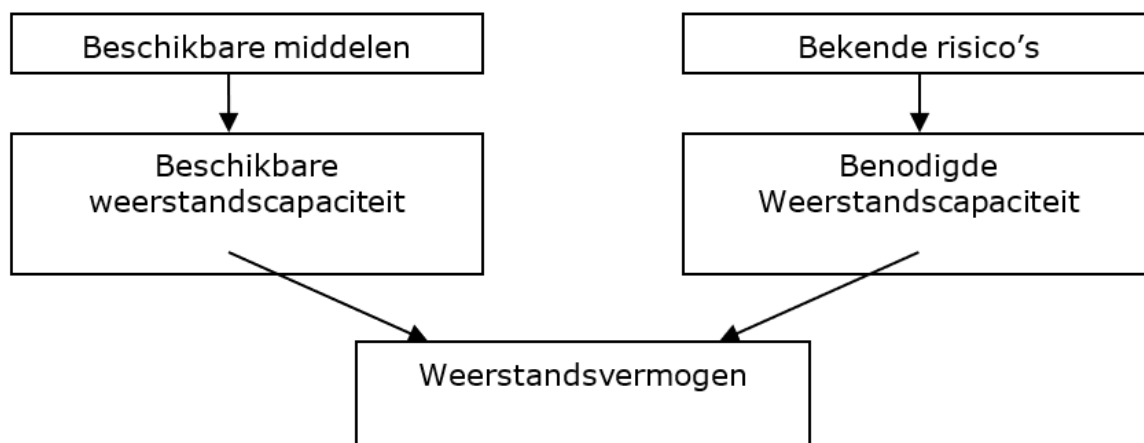 Beschikbare middelen
Bekende risico’s
Beschikbare
weerstandscapaciteit
Benodigde
Weerstandscapaciteit
Weerstandsvermogen